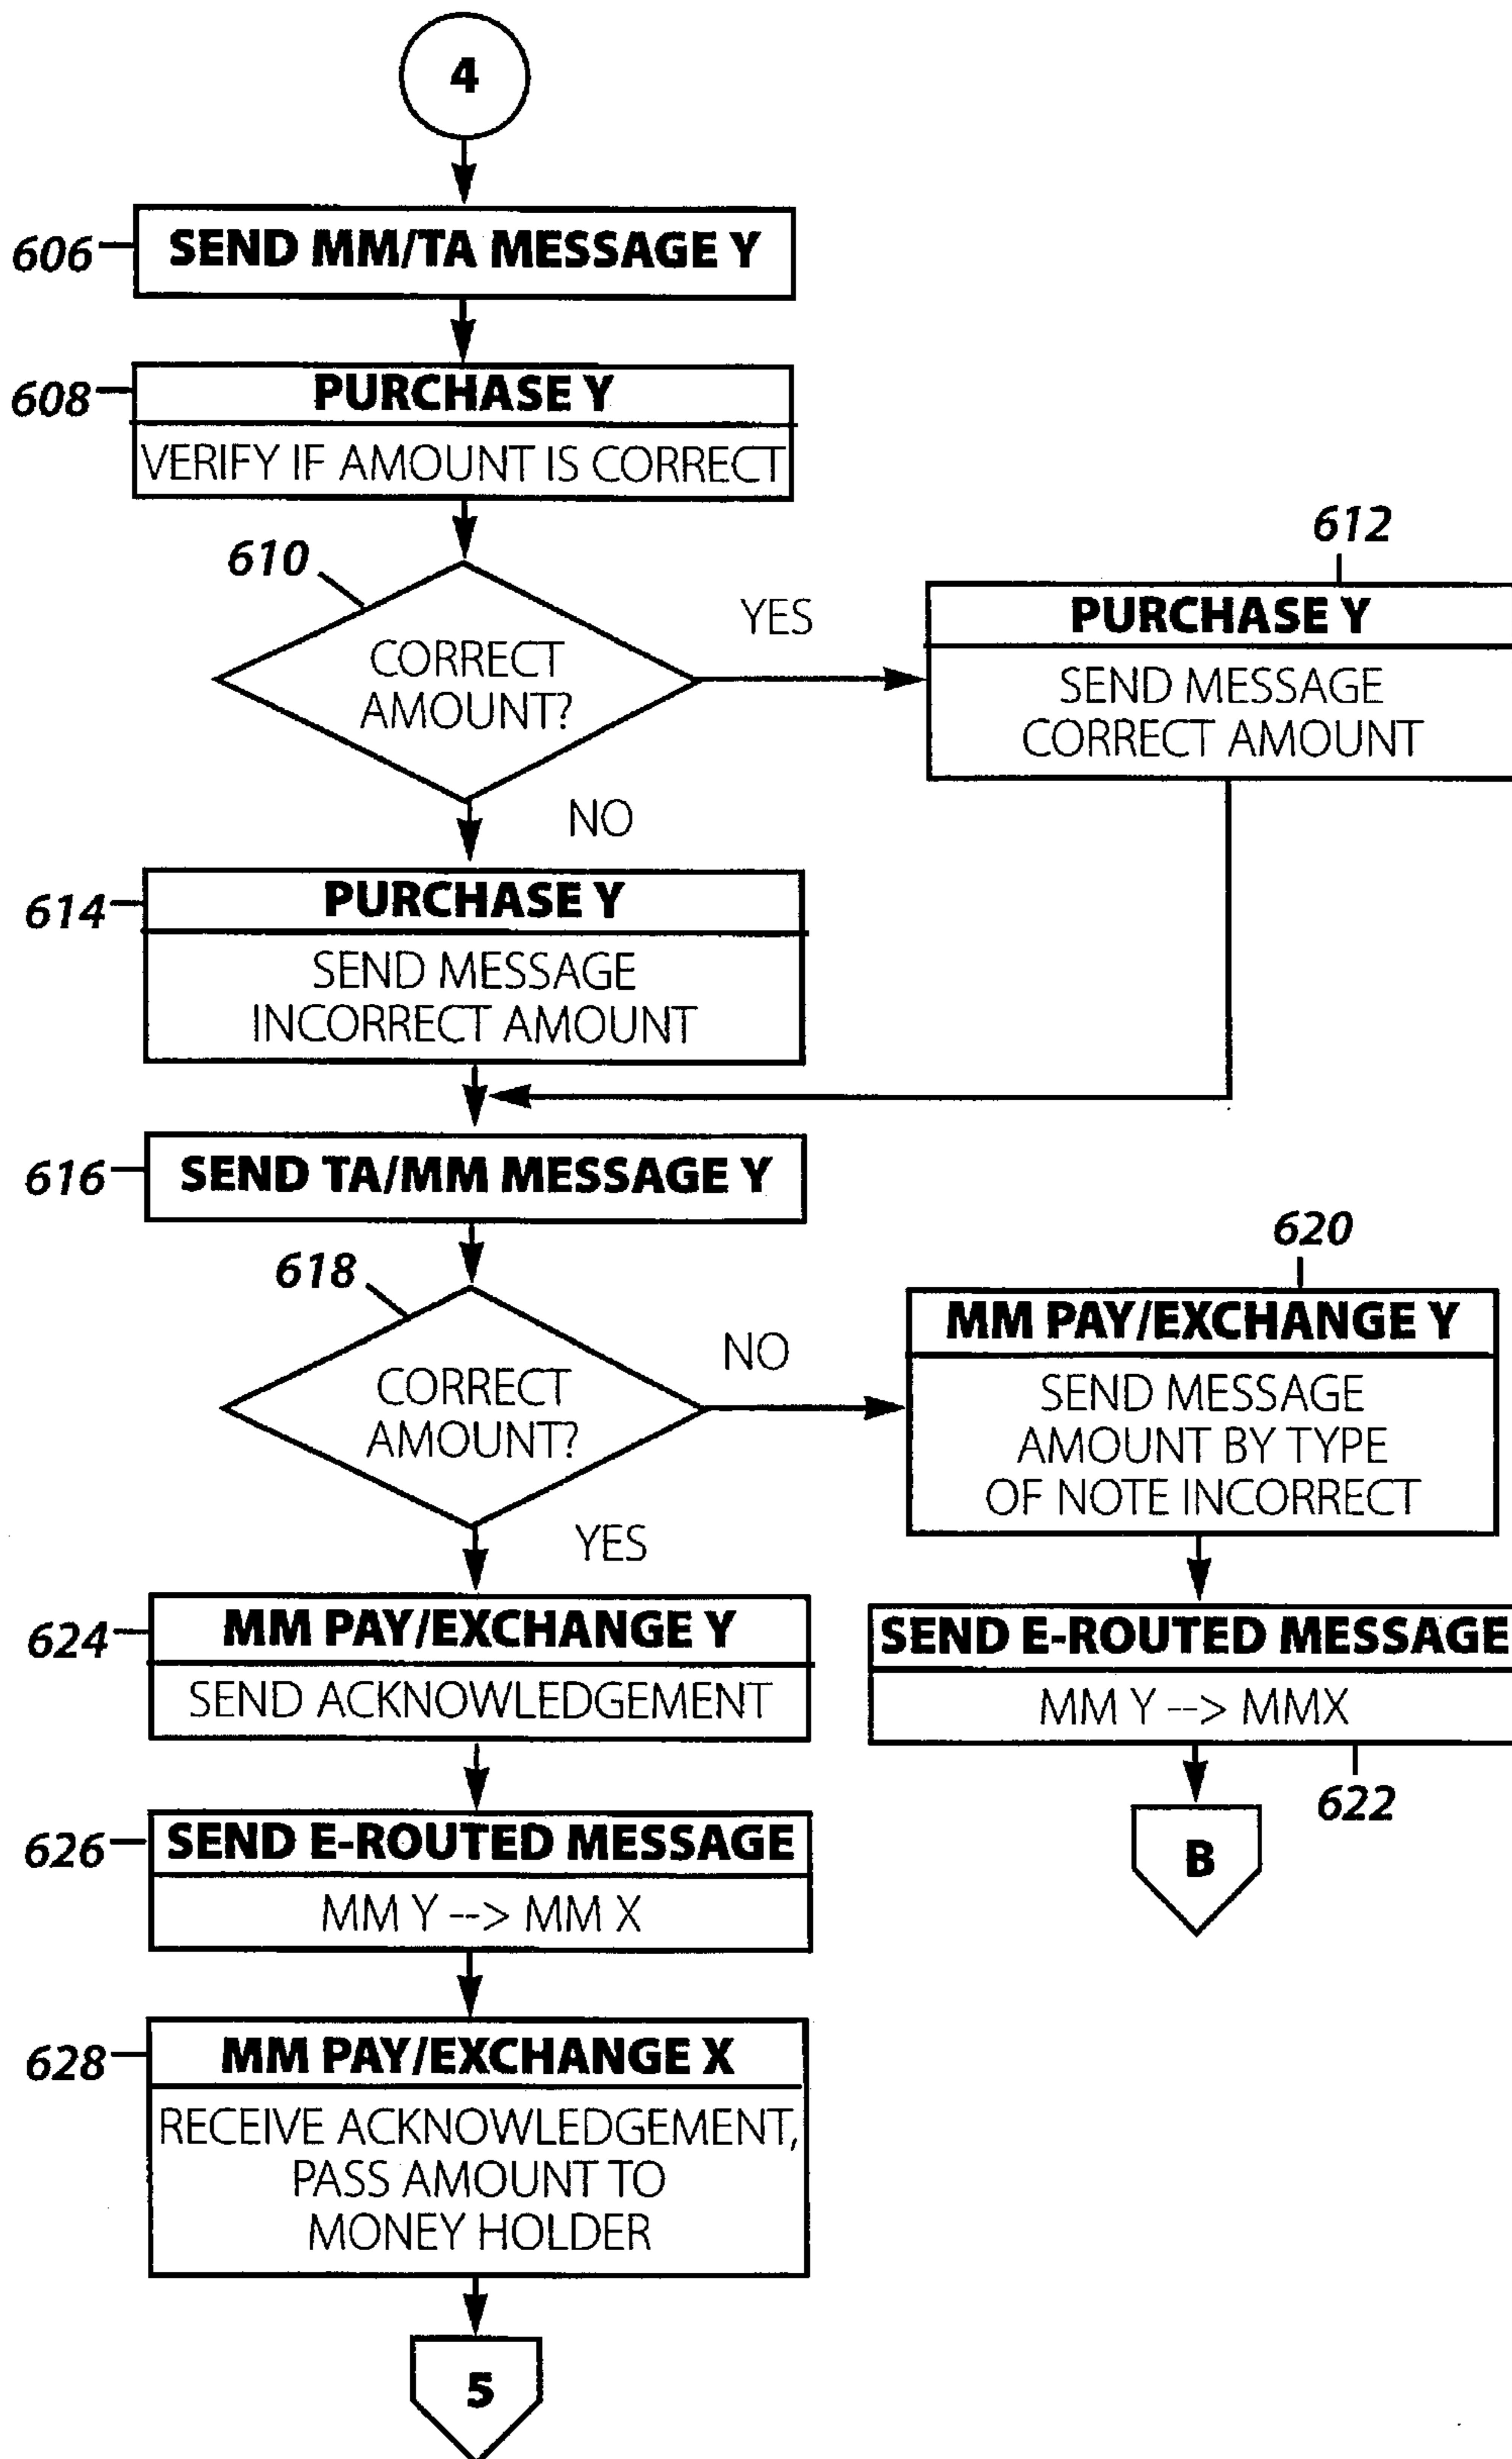 4
606
SEND MM/TA MESSAGE Y
608
PURCHASE Y
VERIFY IF AMOUNT IS CORRECT
610
CORRECT
AMOUNT?
YES
612
PURCHASE Y
SEND MESSAGE
CORRECT AMOUNT
NO
614
PURCHASE Y
SEND MESSAGE
INCORRECT AMOUNT
616
SEND TA/MM MESSAGE Y
618
CORRECT
AMOUNT?
NO
620
MM PAY/EXCHANGE Y
SEND MESSAGE
AMOUNT BY TYPE
OF NOTE INCORRECT
SEND E-ROUTED MESSAGE
MM Y --> MMX
622
B
YES
624
MM PAY/EXCHANGE Y
SEND ACKNOWLEDGEMENT
626
SEND E-ROUTED MESSAGE
MM Y --> MM X
628
MM PAY/EXCHANGE X
RECEIVE ACKNOWLEDGEMENT,
PASS AMOUNT TO
MONEY HOLDER
5